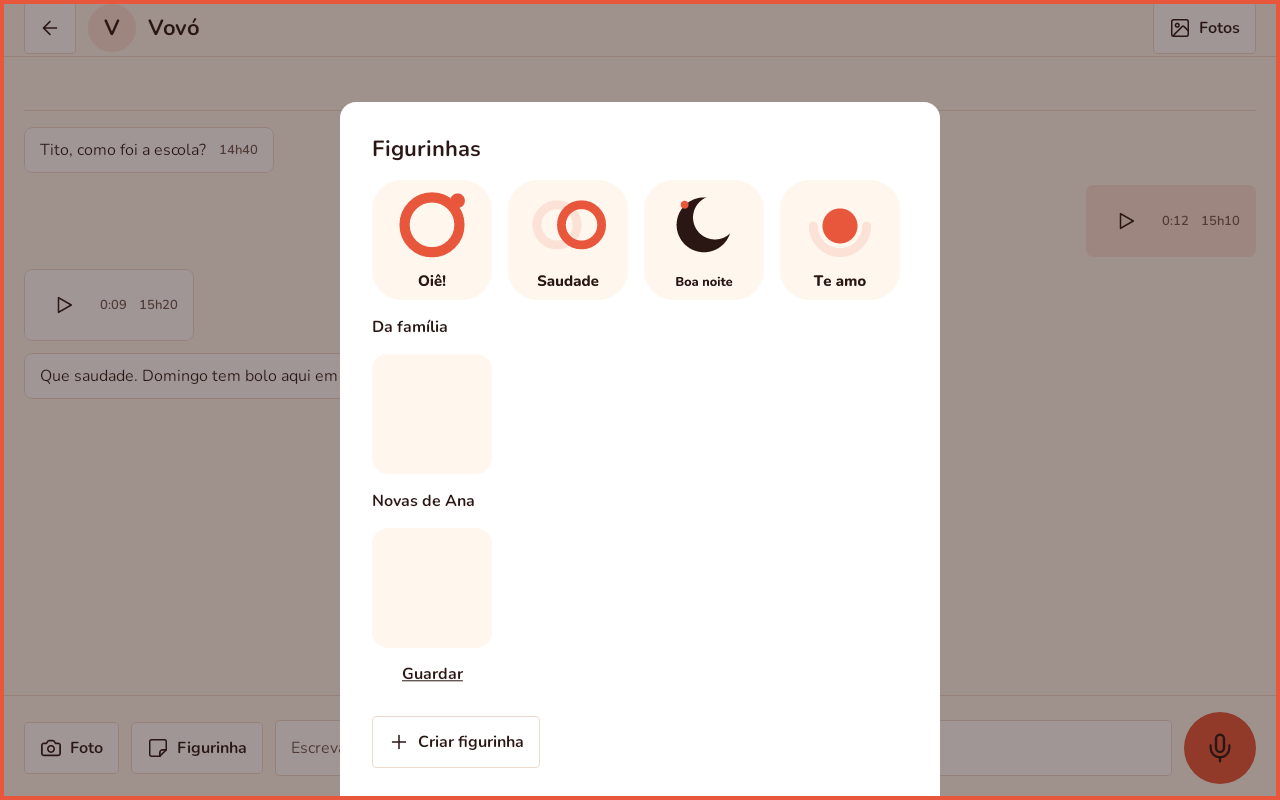 V
Vovó
Fotos
Tito, como foi a escola? 14h40
0:12 15h10
0:09 15h20
Que saudade. Domingo tem bolo aqui em
Figurinhas
Oiê!
Saudade
Boa noite
Te amo
Da família
Novas de Ana
Guardar
Criar figurinha
Foto
Figurinha